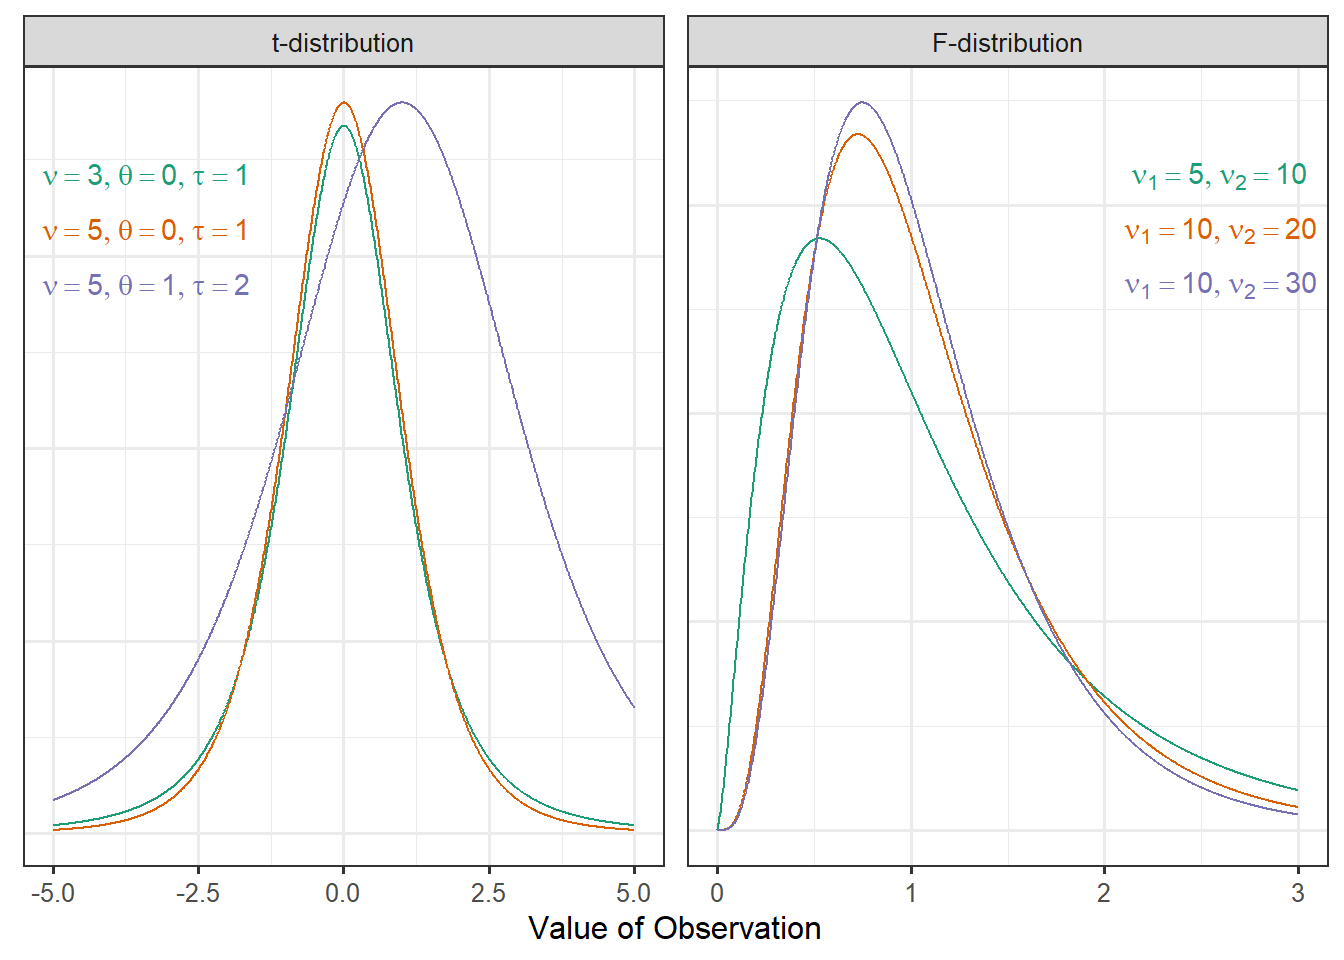 t-distribution
F-distribution
ν = 3, θ = 0, τ = 1
ν = 5, θ = 0, τ = 1
ν = 5, θ = 1, τ = 2
ν₁ = 5, ν₂ = 10
ν₁ = 10, ν₂ = 20
ν₁ = 10, ν₂ = 30
-5.0 -2.5 0.0 2.5 5.0
0 1 2 3
Value of Observation